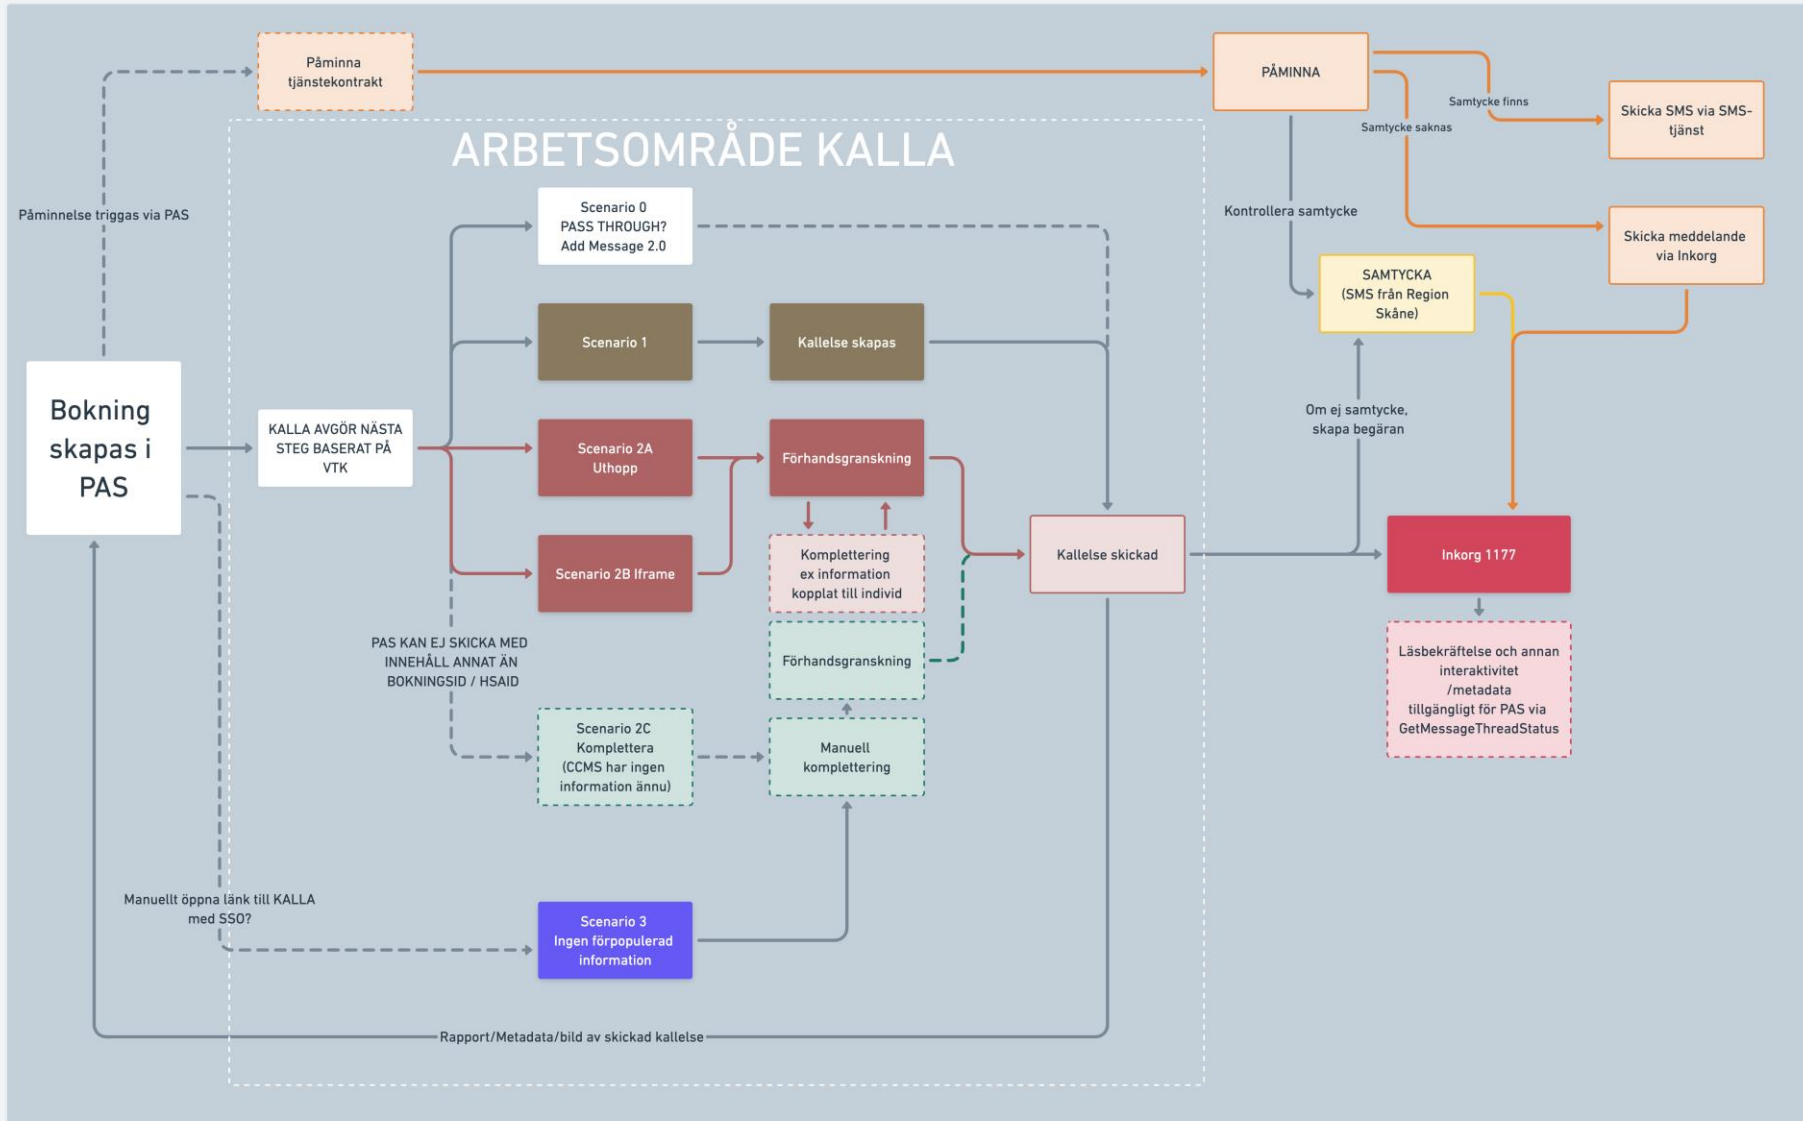 Påminna
tjänstekontrakt
PÅMINNA
Samtycke finns
Skicka SMS via SMS-
tjänst
Samtycke saknas
ARBETSOMRÅDE KALLA
Påminnelse triggas via PAS
Scenario 0
PASS THROUGH?
Add Message 2.0
Kontrollera samtycke
Skicka meddelande
via Inkorg
SAMTYCKA
(SMS från Region
Skåne)
Scenario 1
Kallelse skapas
Bokning
skapas i
PAS
KALLA AVGÖR NÄSTA
STEG BASERAT PÅ
VTK
Scenario 2A
Uthopp
Förhandsgranskning
Om ej samtycke,
skapa begäran
Scenario 2B Iframe
Komplettering
ex information
kopplat till individ
Kallelse skickad
Inkorg 1177
PAS KAN EJ SKICKA MED
INNEHÅLL ANNAT ÄN
BOKNINGSID / HSAID
Förhandsgranskning
Läsbekräftelse och annan
interaktivitet
/metadata
tillgängligt för PAS via
GetMessageThreadStatus
Scenario 2C
Komplettera
(CCMS har ingen
information ännu)
Manuell
komplettering
Manuellt öppna länk till KALLA
med SSO?
Scenario 3
Ingen förpopulerad
information
Rapport/Metadata/bild av skickad kallelse